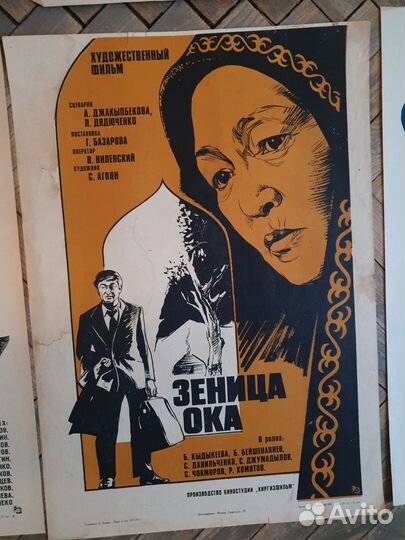 ХУДОЖЕСТВЕННЫЙ
ФИЛЬМ
СЦЕНАРИЙ
А. ДЖАКЫПБЕКОВА,
Л. ДЯДЮЧЕНКО
ПОСТАНОВКА
Г. БАЗАРОВА
ОПЕРАТОР
В. ВИЛЕНСКИЙ
ХУДОЖНИК
С. АГОЯН
ЗЕНИЦА
ОКА
В ролях:
Б. КЫДЫКЕЕВА, Б. БЕЙШЕНАЛИЕВ,
С. ДАНИЛЬЧЕНКО, С. ДЖУМАДЫЛОВ,
С. ЧОКМОРОВ, Р. ХОМЯТОВ.
ПРОИЗВОДСТВО КИНОСТУДИИ „КИРГИЗФИЛЬМ"
Avito